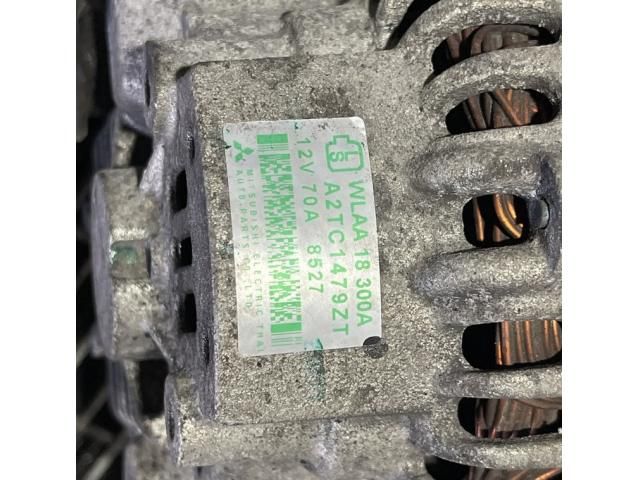 WLAA 18 300A
A2TC1479ZT
12V 70A 8527
MITSUBISHI ELECTRIC THAI
AUTO-PARTS CO.,LTD